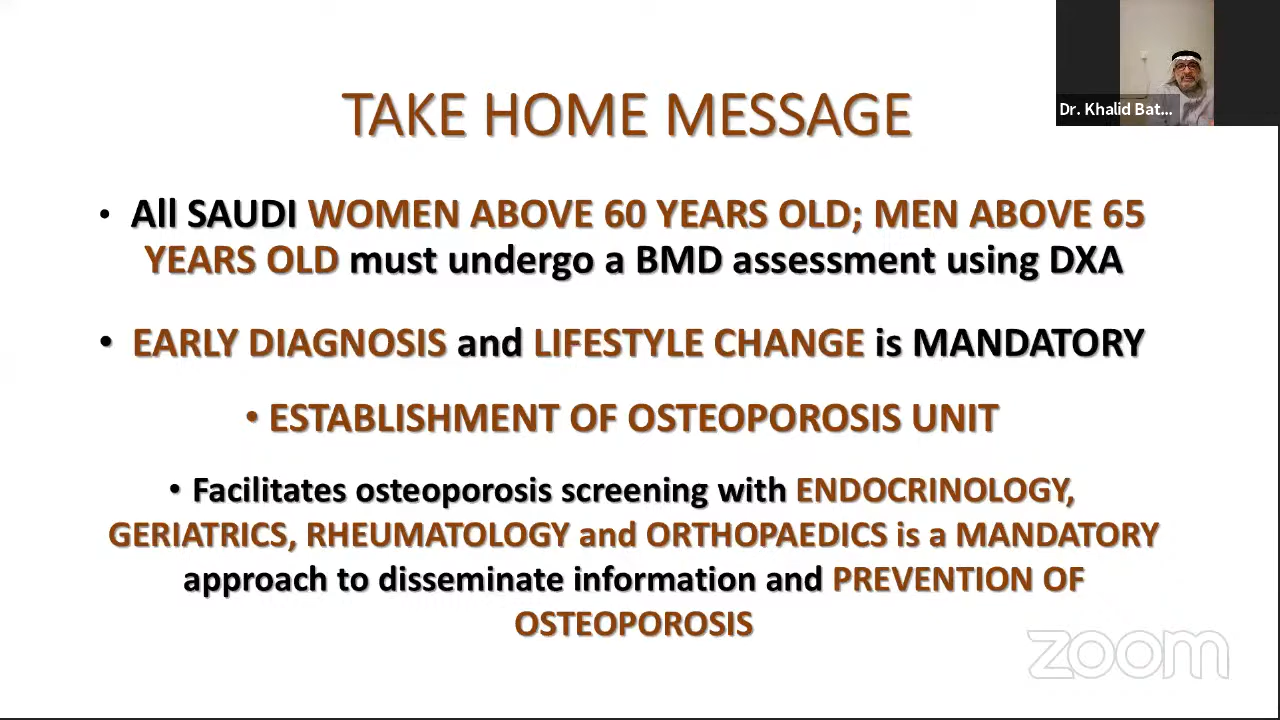 Dr. Khalid Bat...
TAKE HOME MESSAGE
• All SAUDI WOMEN ABOVE 60 YEARS OLD; MEN ABOVE 65
YEARS OLD must undergo a BMD assessment using DXA
• EARLY DIAGNOSIS and LIFESTYLE CHANGE is MANDATORY
• ESTABLISHMENT OF OSTEOPOROSIS UNIT
• Facilitates osteoporosis screening with ENDOCRINOLOGY,
GERIATRICS, RHEUMATOLOGY and ORTHOPAEDICS is a MANDATORY
approach to disseminate information and PREVENTION OF
OSTEOPOROSIS
zoom